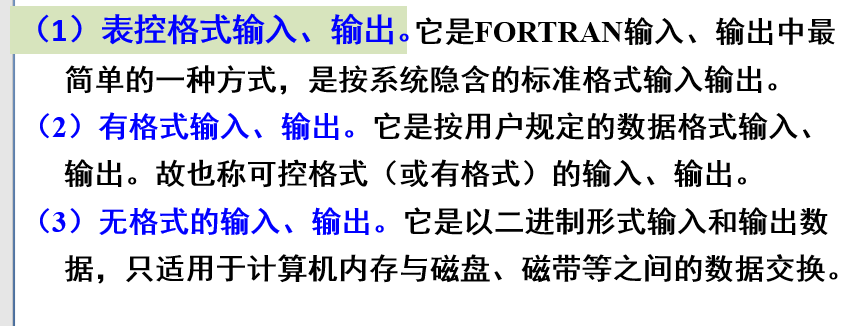 （1）表控格式输入、输出。它是FORTRAN输入、输出中最
简单的一种方式，是按系统隐含的标准格式输入输出。
（2）有格式输入、输出。它是按用户规定的数据格式输入、
输出。故也称可控格式（或有格式）的输入、输出。
（3）无格式的输入、输出。它是以二进制形式输入和输出数
据，只适用于计算机内存与磁盘、磁带等之间的数据交换。